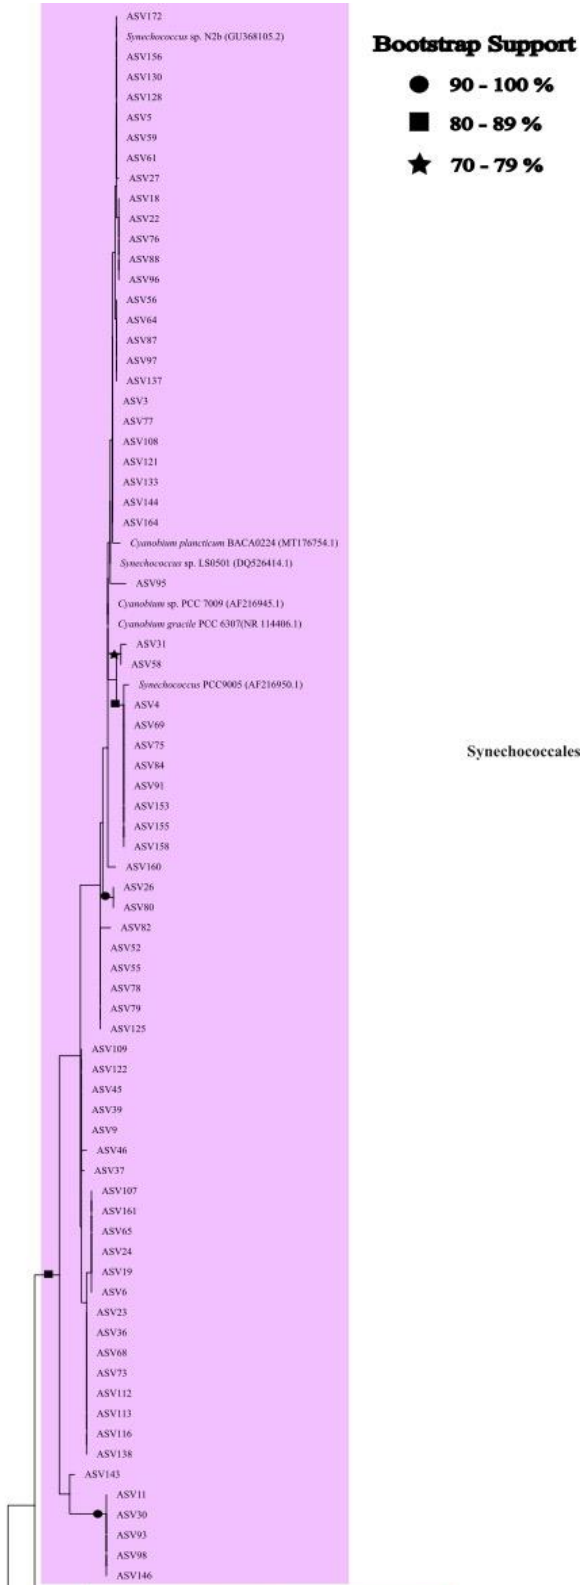 ASV172
Synechococcus sp. N2b (GU368105.2)
ASV156
ASV130
ASV128
ASV5
ASV59
ASV61
ASV27
ASV18
ASV22
ASV76
ASV88
ASV96
ASV56
ASV64
ASV87
ASV97
ASV137
ASV3
ASV77
ASV108
ASV121
ASV133
ASV144
ASV164
Cyanobium plancticum BACA0224 (MT176754.1)
Synechococcus sp. LS0501 (DQ526414.1)
ASV95
Cyanobium sp. PCC 7009 (AF216945.1)
Cyanobium gracile PCC 6307(NR 114406.1)
ASV31
ASV58
Synechococcus PCC9005 (AF216950.1)
ASV4
ASV69
ASV75
ASV84
ASV91
ASV153
ASV155
ASV158
ASV160
ASV26
ASV80
ASV82
ASV52
ASV55
ASV78
ASV79
ASV125
ASV109
ASV122
ASV45
ASV39
ASV9
ASV46
ASV37
ASV107
ASV161
ASV65
ASV24
ASV19
ASV6
ASV23
ASV36
ASV68
ASV73
ASV112
ASV113
ASV116
ASV138
ASV143
ASV11
ASV30
ASV93
ASV98
ASV146
Bootstrap Support
90 - 100 %
80 - 89 %
70 - 79 %
Synechococcales